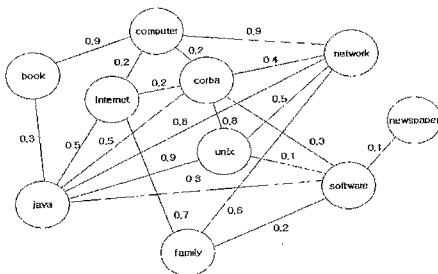 computer
0.9
0.9
0.2
0.2
network
book
Internet
0.2
corba
0.4
newspaper
0.3
0.5
0.5
0.8
0.8
0.5
0.3
unix
0.9
0.1
0.1
java
0.3
software
0.7
0.6
0.2
family